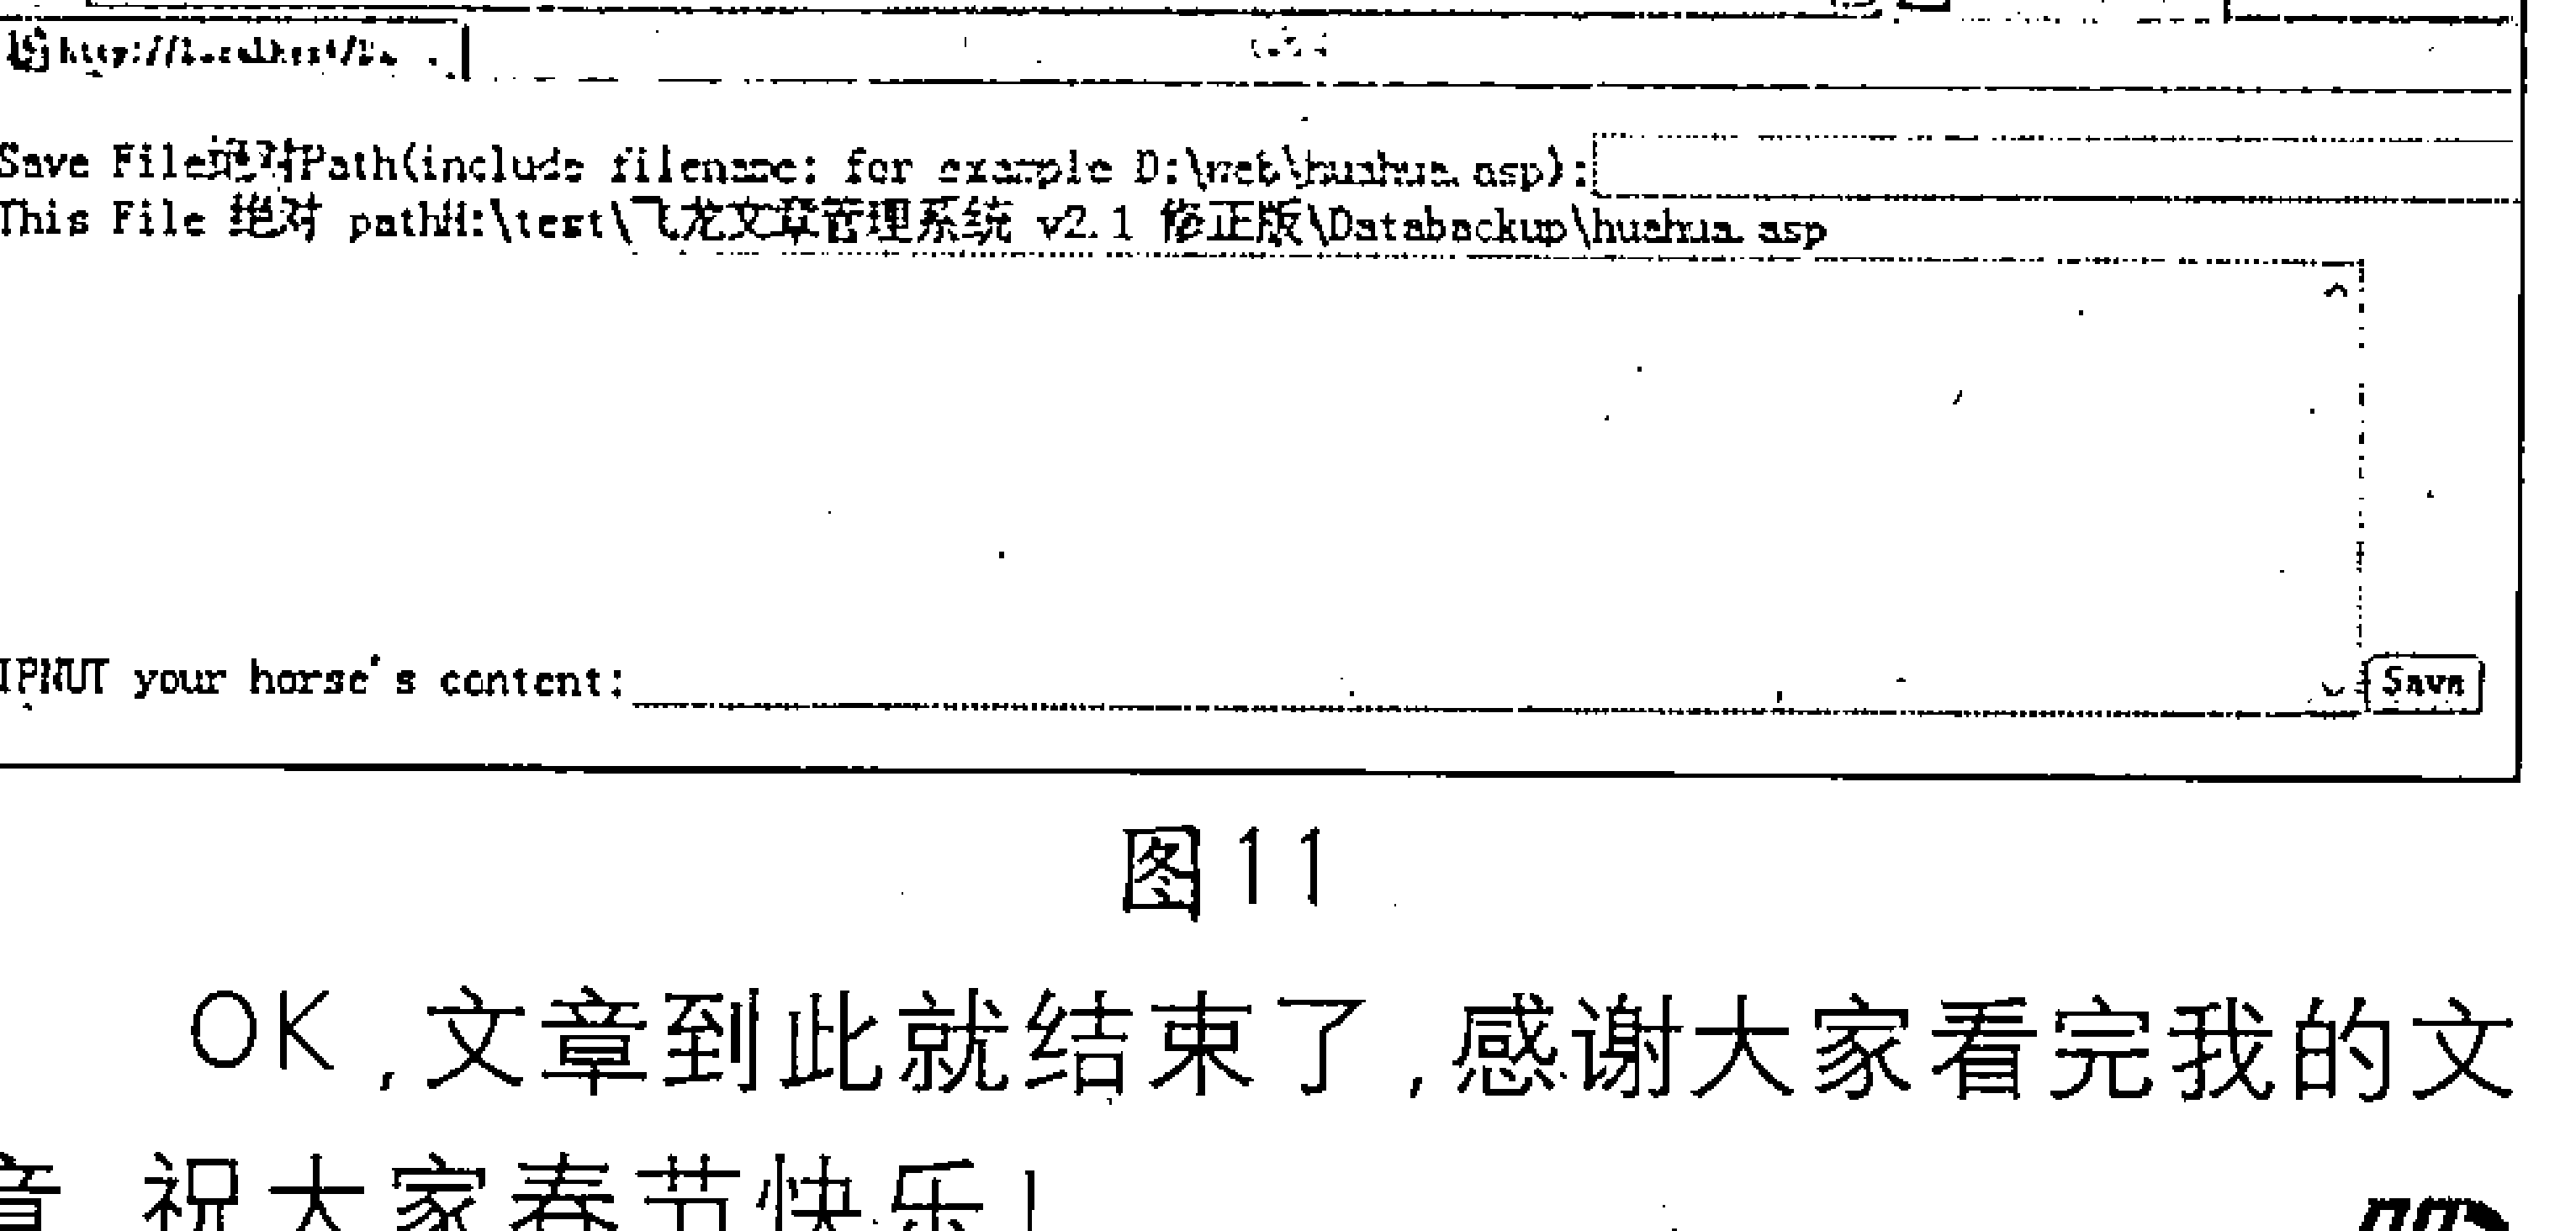 Save File绝对Path(include filename: for example D:\web\huahua.asp):
This File 绝对 pathH:\test\飞龙文章管理系统 v2.1 修正版\Databackup\huahua.asp
IPNUT your horse's content:
Save
图11
OK,文章到此就结束了,感谢大家看完我的文
章 祝大家春节快乐!